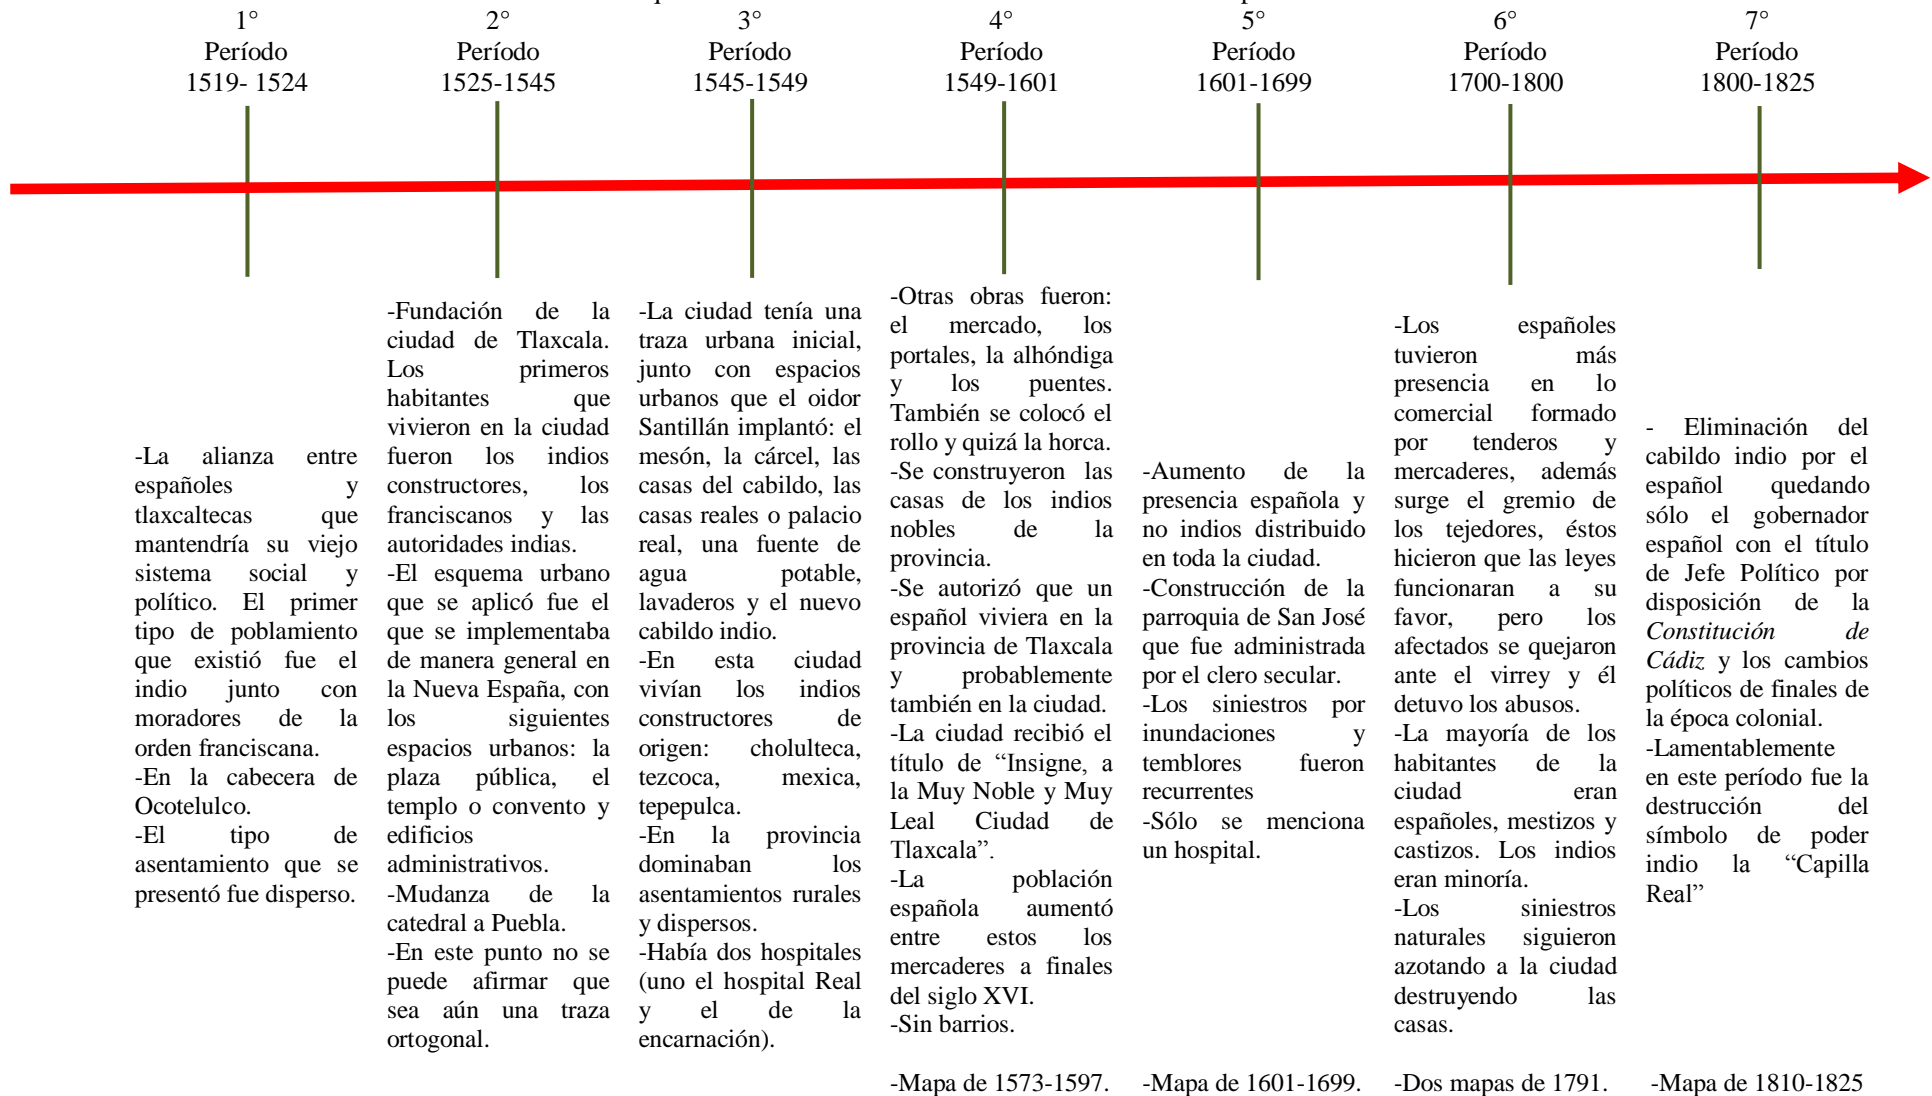 1°
Período
1519- 1524
2°
Período
1525-1545
3°
Período
1545-1549
4°
Período
1549-1601
5°
Período
1601-1699
6°
Período
1700-1800
7°
Período
1800-1825
-La alianza entre
españoles y
tlaxcaltecas que
mantendría su viejo
sistema social y
político. El primer
tipo de poblamiento
que existió fue el
indio junto con
moradores de la
orden franciscana.
-En la cabecera de
Ocotelulco.
-El tipo de
asentamiento que se
presentó fue disperso.
-Fundación de la
ciudad de Tlaxcala.
Los primeros
habitantes que
vivieron en la ciudad
fueron los indios
constructores, los
franciscanos y las
autoridades indias.
-El esquema urbano
que se aplicó fue el
que se implementaba
de manera general en
la Nueva España, con
los siguientes
espacios urbanos: la
plaza pública, el
templo o convento y
edificios
administrativos.
-Mudanza de la
catedral a Puebla.
-En este punto no se
puede afirmar que
sea aún una traza
ortogonal.
-La ciudad tenía una
traza urbana inicial,
junto con espacios
urbanos que el oidor
Santillán implantó: el
mesón, la cárcel, las
casas del cabildo, las
casas reales o palacio
real, una fuente de
agua potable,
lavaderos y el nuevo
cabildo indio.
-En esta ciudad
vivían los indios
constructores de
origen: cholulteca,
tezcoca, mexica,
tepepulca.
-En la provincia
dominaban los
asentamientos rurales
y dispersos.
-Había dos hospitales
(uno el hospital Real
y el de la
encarnación).
-Otras obras fueron:
el mercado, los
portales, la alhóndiga
y los puentes.
También se colocó el
rollo y quizá la horca.
-Se construyeron las
casas de los indios
nobles de la
provincia.
-Se autorizó que un
español viviera en la
provincia de Tlaxcala
y probablemente
también en la ciudad.
-La ciudad recibió el
título de “Insigne, a
la Muy Noble y Muy
Leal Ciudad de
Tlaxcala”.
-La población
española aumentó
entre estos los
mercaderes a finales
del siglo XVI.
-Sin barrios.
-Mapa de 1573-1597.
-Aumento de la
presencia española y
no indios distribuido
en toda la ciudad.
-Construcción de la
parroquia de San José
que fue administrada
por el clero secular.
-Los siniestros por
inundaciones y
temblores fueron
recurrentes
-Sólo se menciona
un hospital.
-Mapa de 1601-1699.
-Los españoles
tuvieron más
presencia en lo
comercial formado
por tenderos y
mercaderes, además
surge el gremio de
los tejedores, éstos
hicieron que las leyes
funcionaran a su
favor, pero los
afectados se quejaron
ante el virrey y él
detuvo los abusos.
-La mayoría de los
habitantes de la
ciudad eran
españoles, mestizos y
castizos. Los indios
eran minoría.
-Los siniestros
naturales siguieron
azotando a la ciudad
destruyendo las
casas.
-Dos mapas de 1791.
- Eliminación del
cabildo indio por el
español quedando
sólo el gobernador
español con el título
de Jefe Político por
disposición de la
Constitución de
Cádiz y los cambios
políticos de finales de
la época colonial.
-Lamentablemente
en este período fue la
destrucción del
símbolo de poder
indio la “Capilla
Real”
-Mapa de 1810-1825